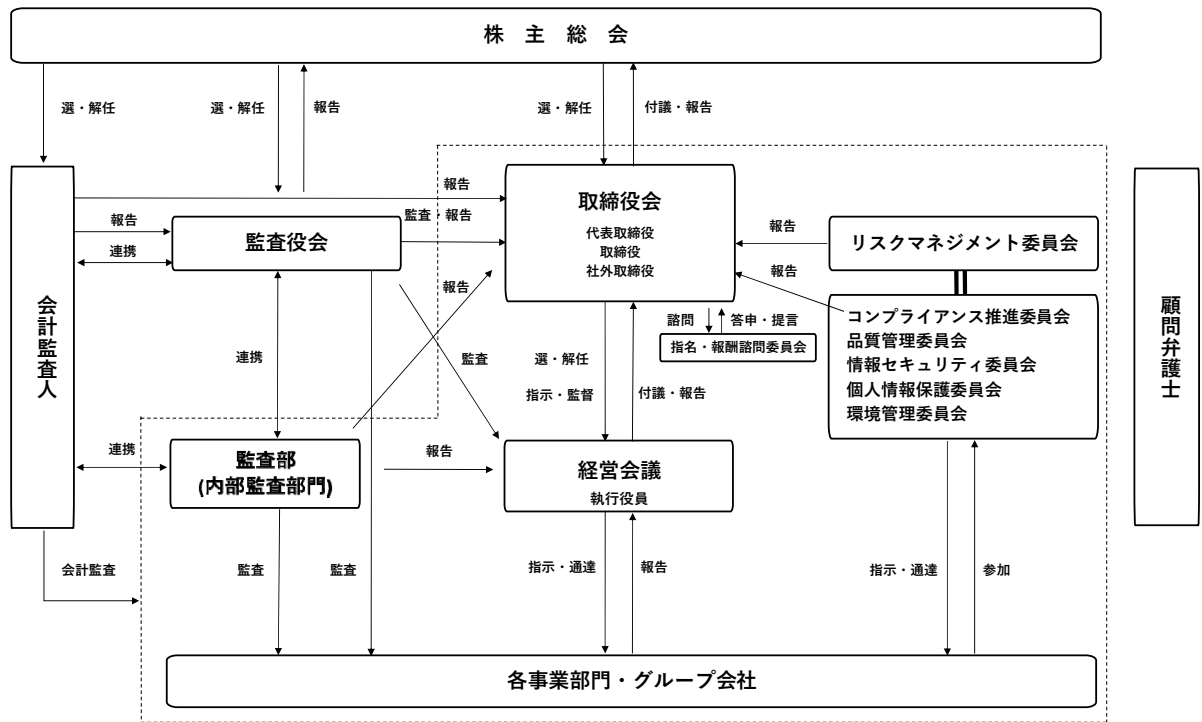 株 主 総 会
選・解任
選・解任
報告
選・解任
付議・報告
会計監査人
報告
連携
監査役会
報告
監査・報告
取締役会
代表取締役
取締役
社外取締役
報告
リスクマネジメント委員会
報告
コンプライアンス推進委員会
品質管理委員会
情報セキュリティ委員会
個人情報保護委員会
環境管理委員会
顧問弁護士
報告
諮問
答申・提言
指名・報酬諮問委員会
連携
監査
選・解任
指示・監督
付議・報告
連携
監査部
(内部監査部門)
報告
経営会議
執行役員
会計監査
監査
監査
指示・通達
報告
指示・通達
参加
各事業部門・グループ会社